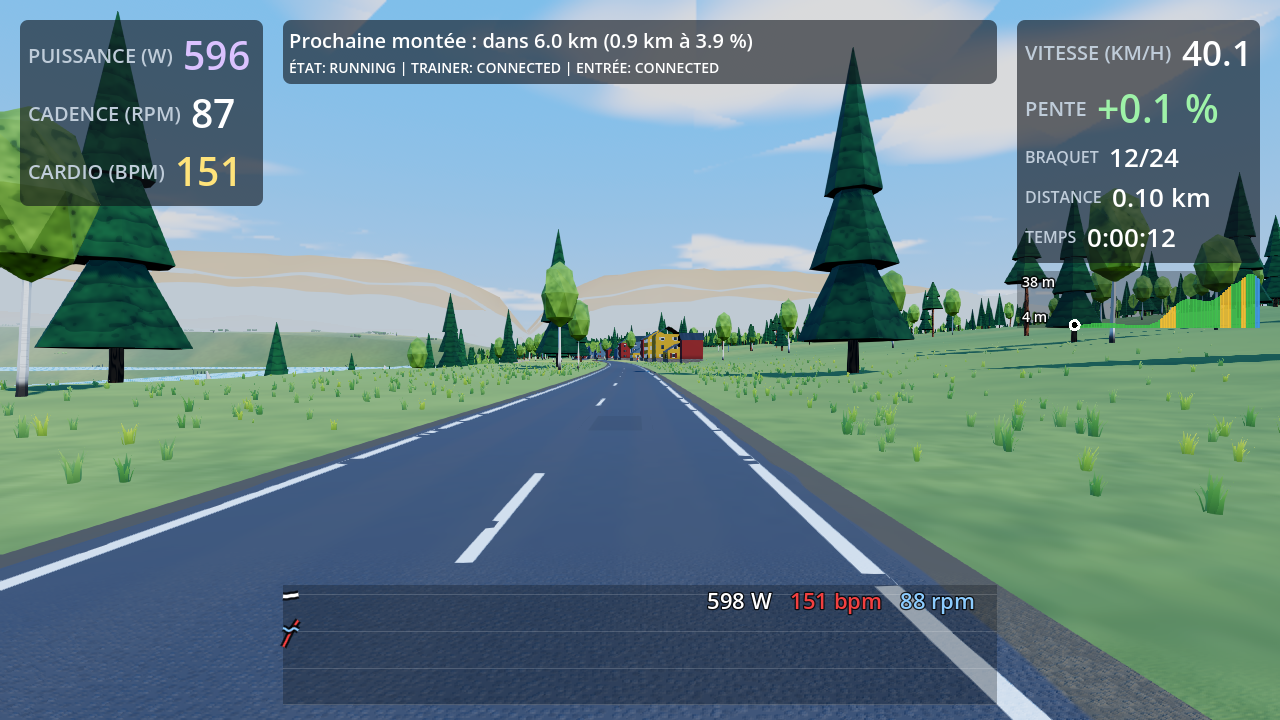 PUISSANCE (W) 596
CADENCE (RPM) 87
CARDIO (BPM) 151
Prochaine montée : dans 6.0 km (0.9 km à 3.9 %)
ÉTAT: RUNNING | TRAINER: CONNECTED | ENTRÉE: CONNECTED
VITESSE (KM/H) 40.1
PENTE +0.1 %
BRAQUET 12/24
DISTANCE 0.10 km
TEMPS 0:00:12
38 m
4 m
598 W 151 bpm 88 rpm